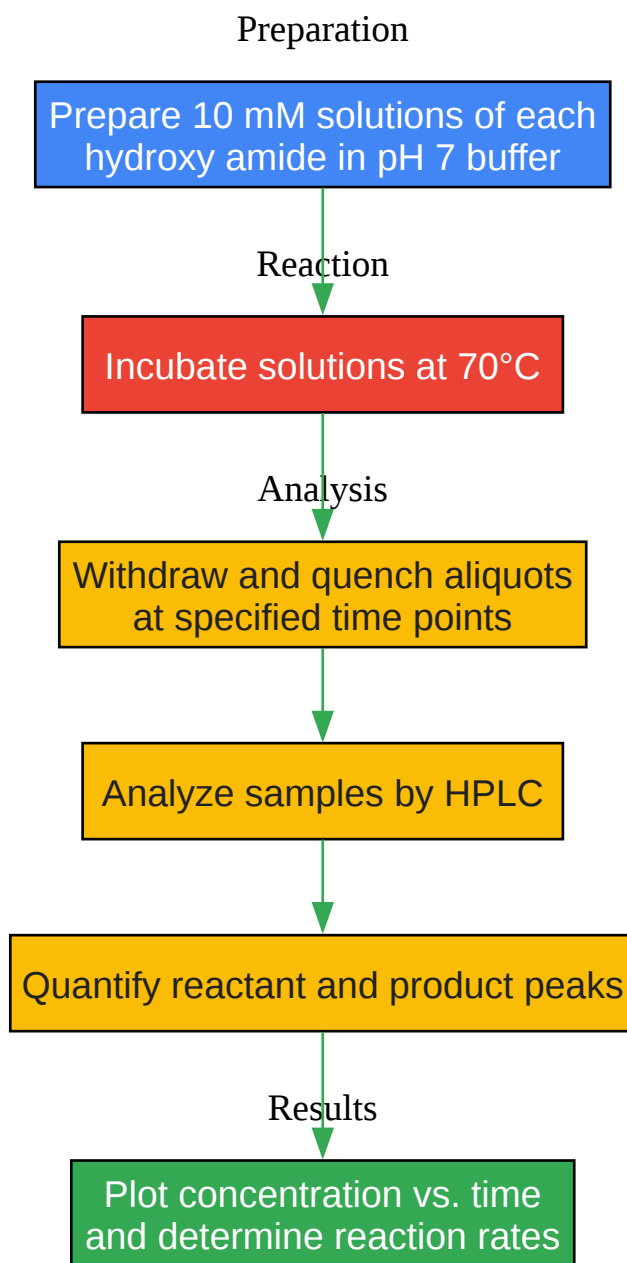 Preparation
Prepare 10 mM solutions of each
hydroxy amide in pH 7 buffer
Reaction
Incubate solutions at 70°C
Analysis
Withdraw and quench aliquots
at specified time points
Analyze samples by HPLC
Quantify reactant and product peaks
Results
Plot concentration vs. time
and determine reaction rates